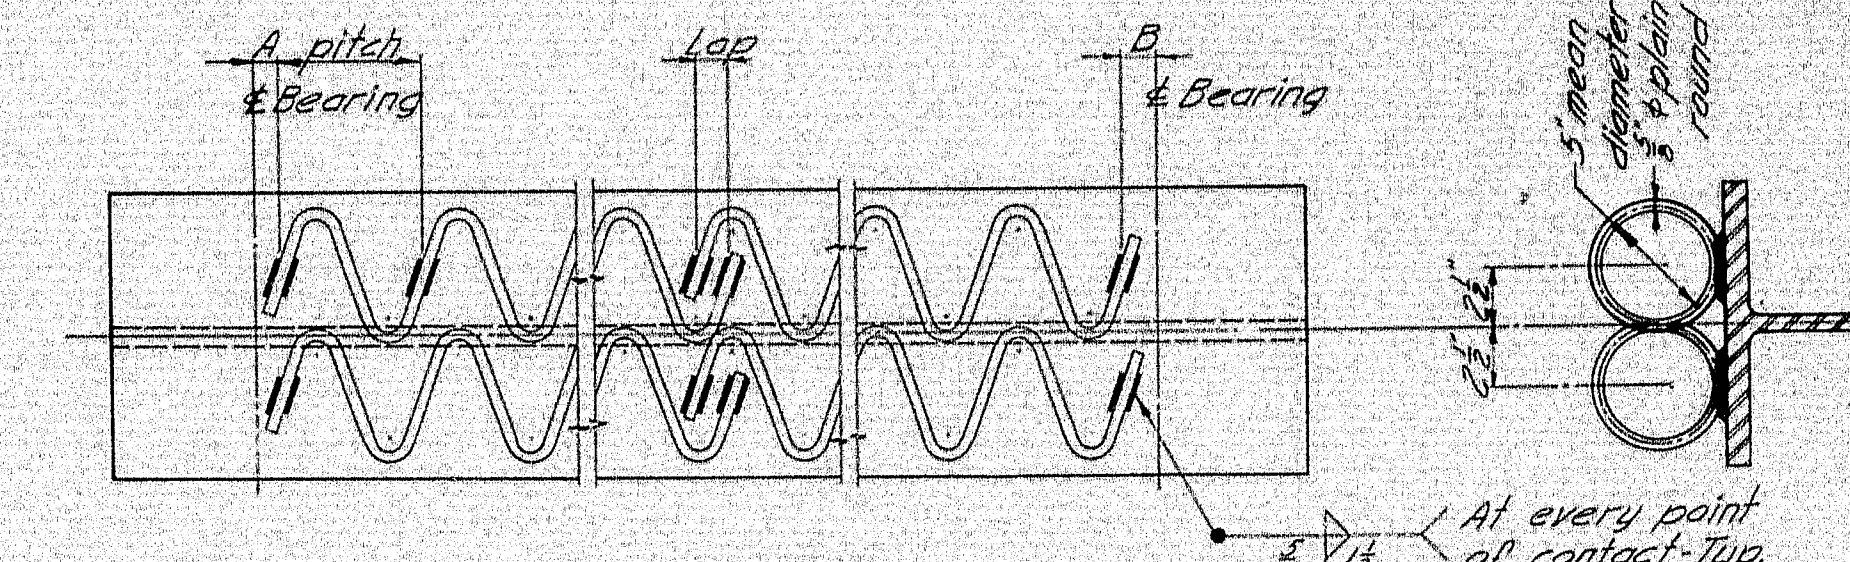 A pitch
℄ Bearing
Lap
B
℄ Bearing
5" mean
diameter
5/8" ϕ plain
round
2 1/2"
2 1/2"
At every point
of contact-Typ.